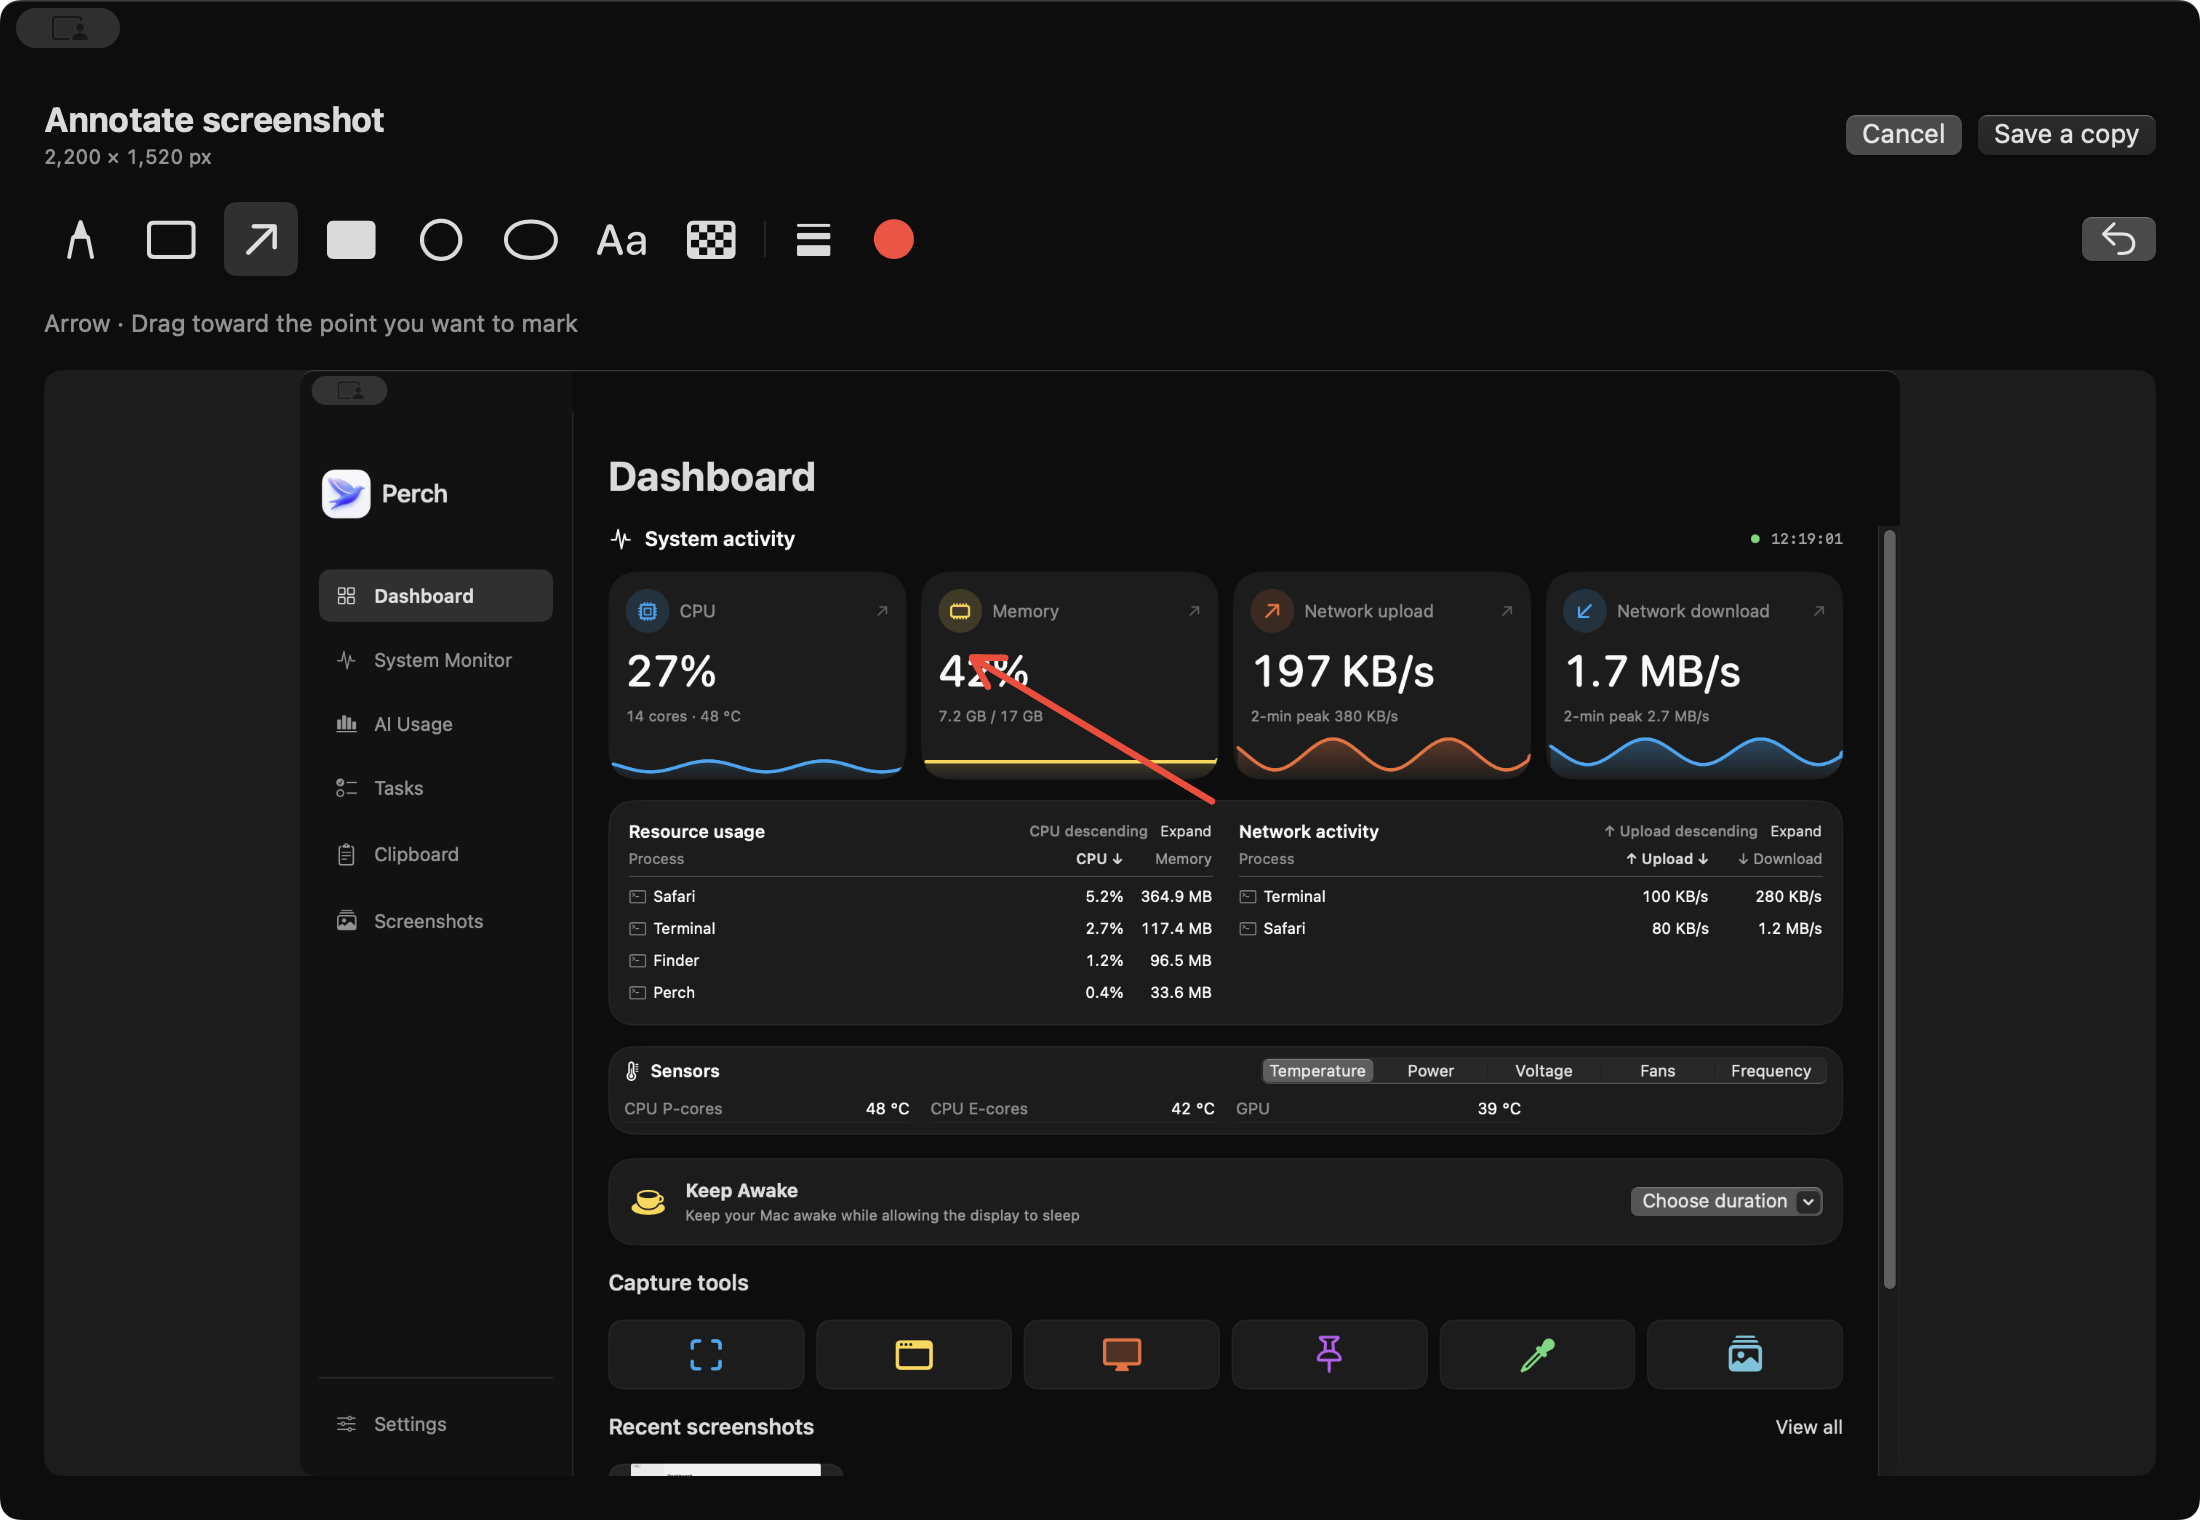 Annotate screenshot
2,200 × 1,520 px
Cancel
Save a copy
Aa
Arrow · Drag toward the point you want to mark
Perch
Dashboard
System Monitor
AI Usage
Tasks
Clipboard
Screenshots
Settings
Dashboard
System activity
12:19:01
CPU
27%
14 cores · 48 °C
Memory
42%
7.2 GB / 17 GB
Network upload
197 KB/s
2-min peak 380 KB/s
Network download
1.7 MB/s
2-min peak 2.7 MB/s
Resource usage CPU descending Expand
Process CPU ↓ Memory
Safari 5.2% 364.9 MB
Terminal 2.7% 117.4 MB
Finder 1.2% 96.5 MB
Perch 0.4% 33.6 MB
Network activity ↑ Upload descending Expand
Process ↑ Upload ↓ ↓ Download
Terminal 100 KB/s 280 KB/s
Safari 80 KB/s 1.2 MB/s
Sensors
Temperature Power Voltage Fans Frequency
CPU P-cores 48 °C CPU E-cores 42 °C GPU 39 °C
Keep Awake
Keep your Mac awake while allowing the display to sleep
Choose duration
Capture tools
Recent screenshots
View all